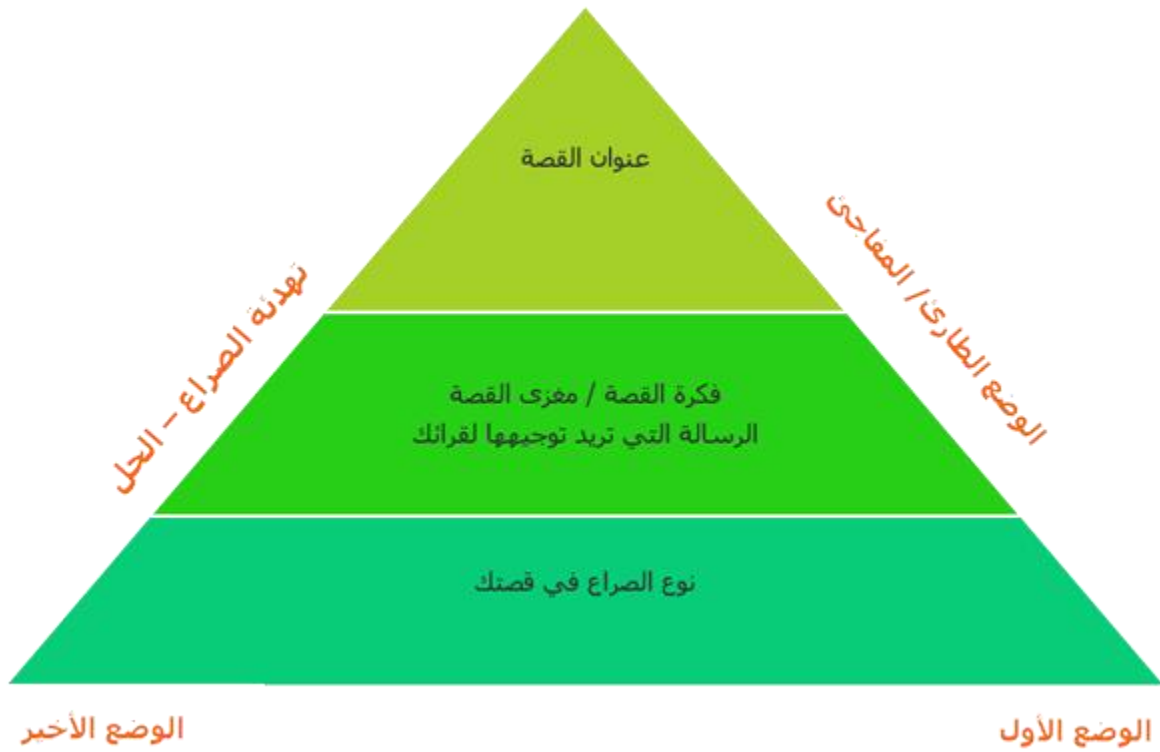 عنوان القصة
الوضع الطارئ/ المفاجئ
تهدئة الصراع – الحل
فكرة القصة / مغزى القصة
الرسالة التي تريد توجيهها لقرائك
نوع الصراع في قصتك
الوضع الأول
الوضع الأخير